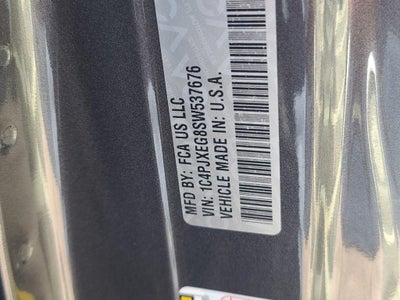 MFD BY: FCA US LLC
VIN: 1C4PJXEG8SW537676
VEHICLE MADE IN: U.S.A.